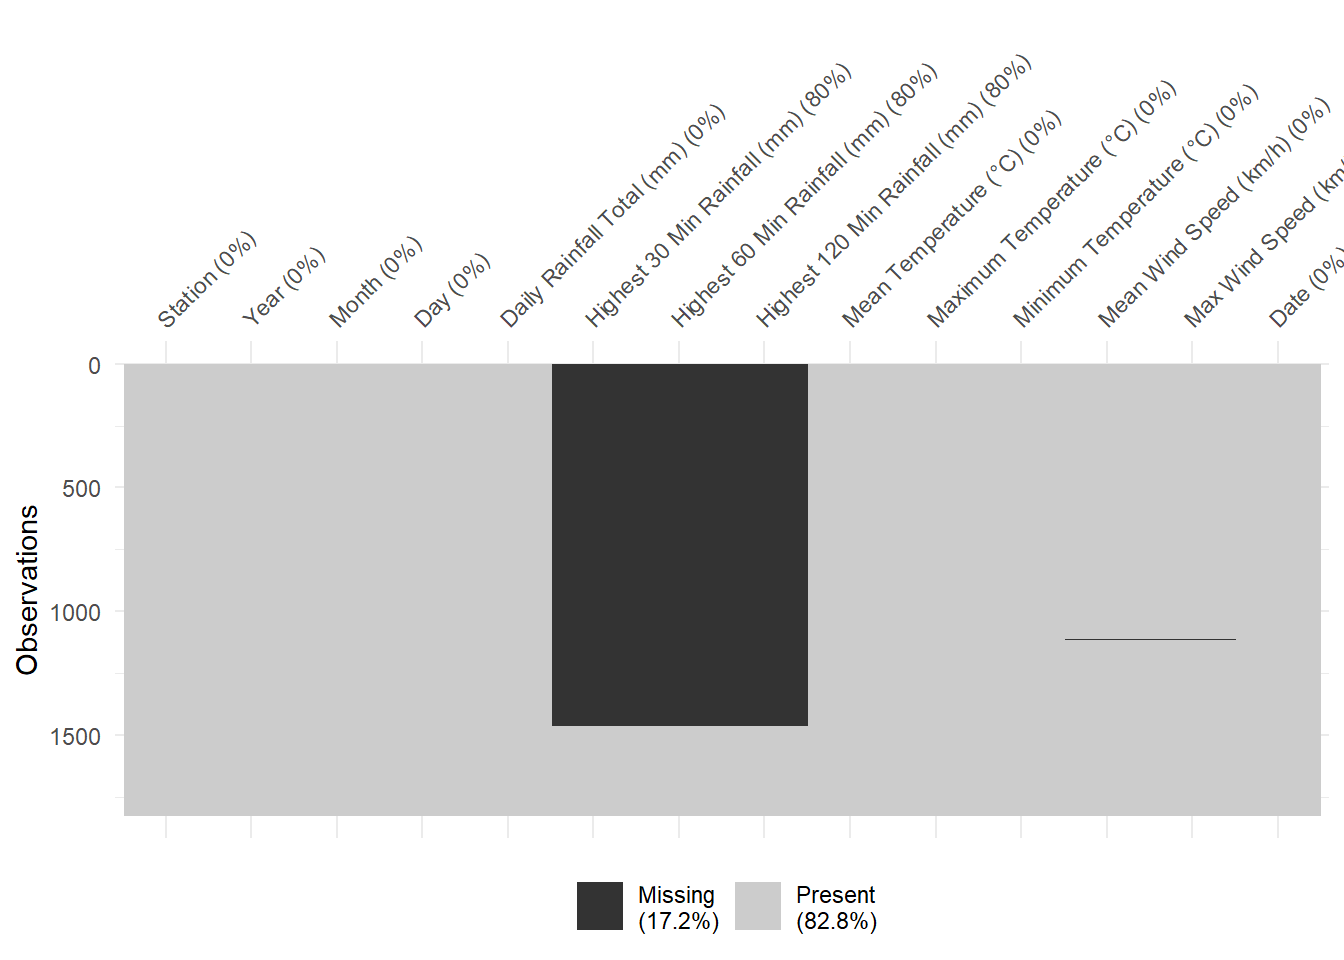 Station (0%)
Year (0%)
Month (0%)
Day (0%)
Daily Rainfall Total (mm) (0%)
Highest 30 Min Rainfall (mm) (80%)
Highest 60 Min Rainfall (mm) (80%)
Highest 120 Min Rainfall (mm) (80%)
Mean Temperature (°C) (0%)
Maximum Temperature (°C) (0%)
Minimum Temperature (°C) (0%)
Mean Wind Speed (km/h) (0%)
Max Wind Speed (km/
Date (0%)
0
500
1000
1500
Observations
Missing
(17.2%)
Present
(82.8%)